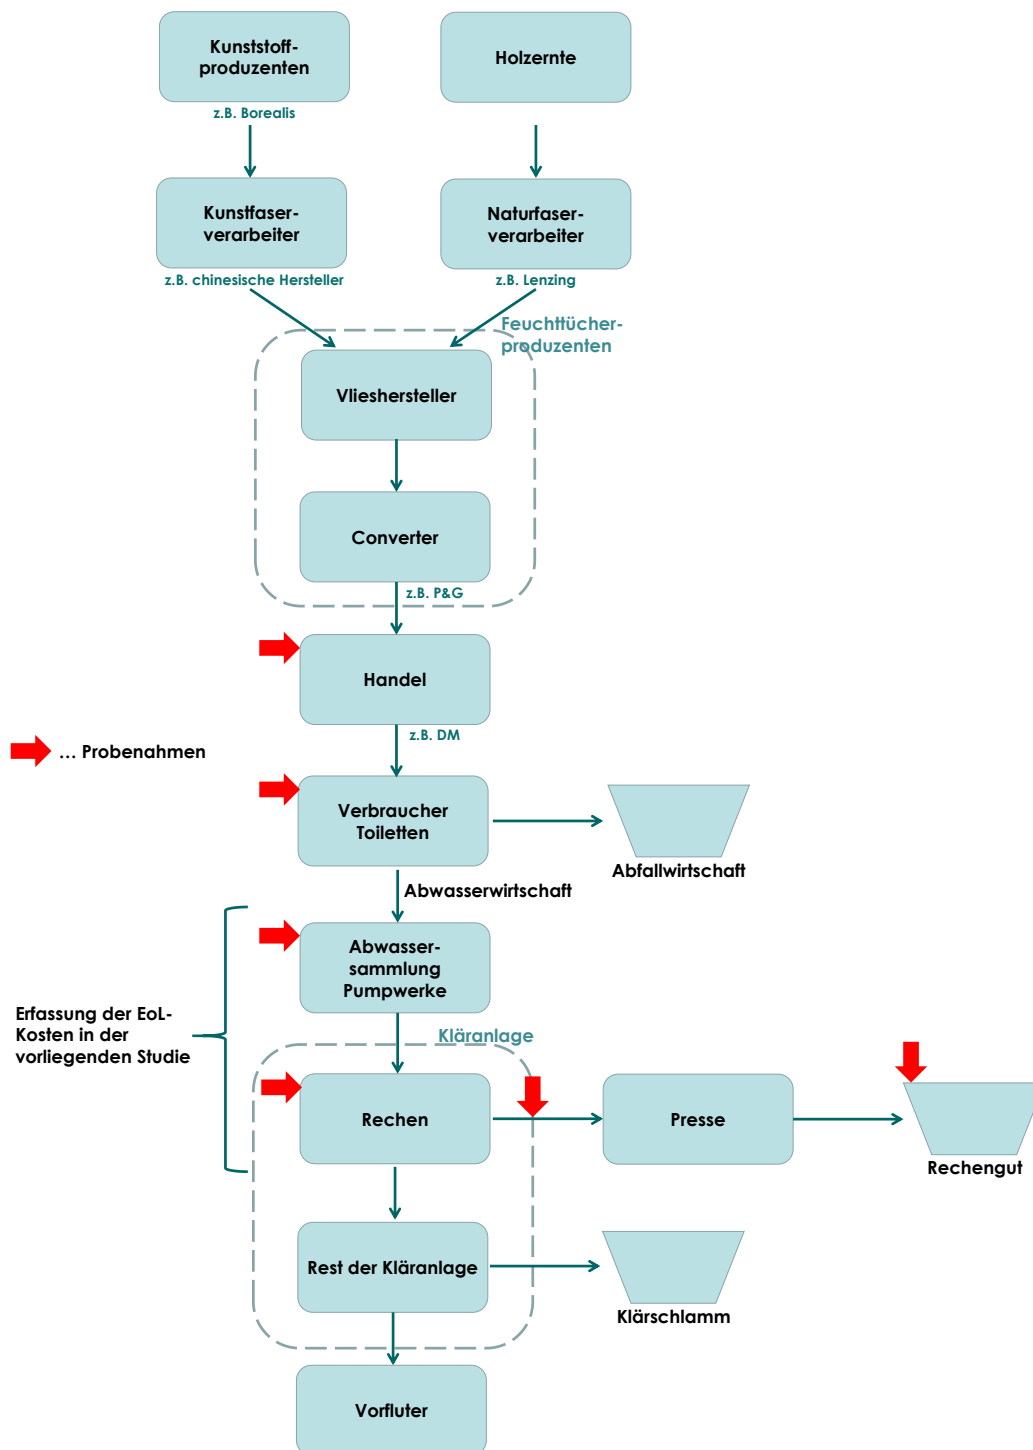 Kunststoff-
produzenten
Holzernte
z.B. Borealis
Kunstfaser-
verarbeiter
Naturfaser-
verarbeiter
z.B. chinesische Hersteller
z.B. Lenzing
Feuchttücher-
produzenten
Vlieshersteller
Converter
z.B. P&G
Handel
z.B. DM
... Probenahmen
Verbraucher
Toiletten
Abfallwirtschaft
Abwasserwirtschaft
Abwasser-
sammlung
Pumpwerke
Erfassung der EoL-
Kosten in der
vorliegenden Studie
Kläranlage
Rechen
Presse
Rechengut
Rest der Kläranlage
Klärschlamm
Vorfluter